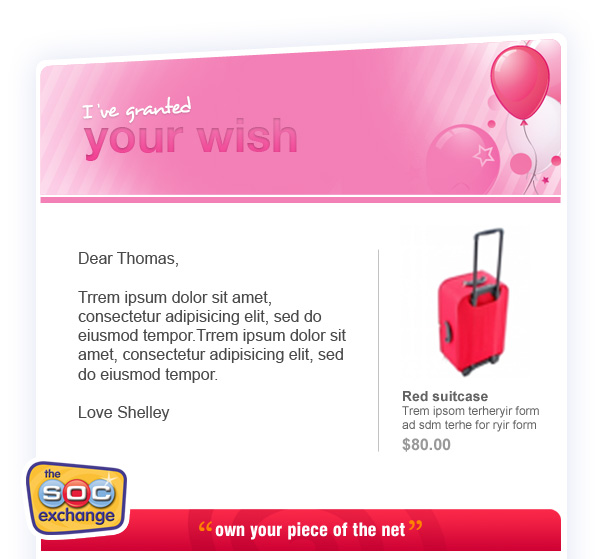 I've granted
your wish
Dear Thomas,
Trrem ipsum dolor sit amet,
consectetur adipisicing elit, sed do
eiusmod tempor.Trrem ipsum dolor sit
amet, consectetur adipisicing elit, sed
do eiusmod tempor.
Love Shelley
Red suitcase
Trem ipsom terheryir form
ad sdm terhe for ryir form
$80.00
the
SOC
exchange
“own your piece of the net”